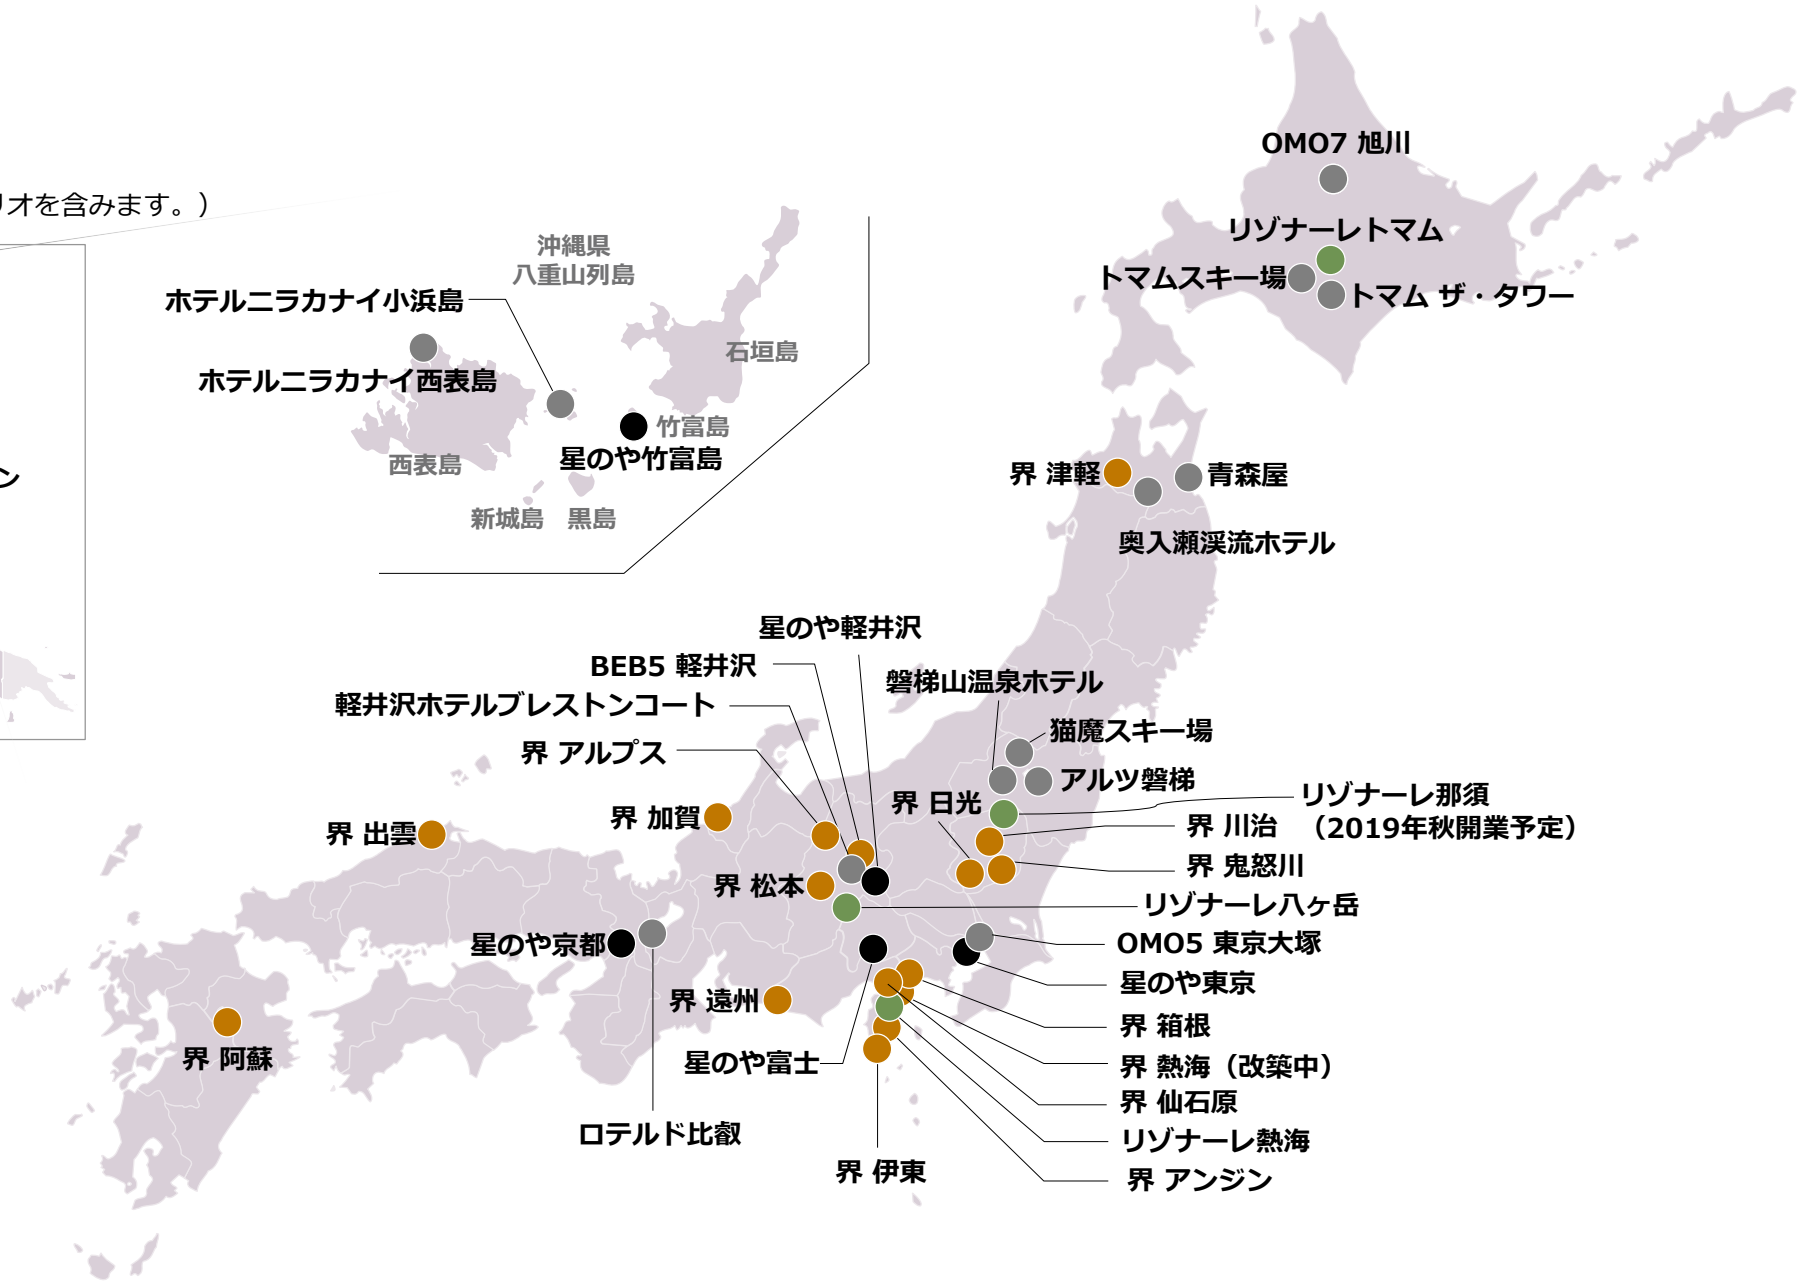 リオを含みます。）
ン
OMO7 旭川
リゾナーレトマム
トマムスキー場
トマム ザ・タワー
沖縄県
八重山列島
ホテルニラカナイ小浜島
石垣島
ホテルニラカナイ西表島
竹富島
星のや竹富島
西表島
新城島
黒島
界 津軽
青森屋
奥入瀬渓流ホテル
星のや軽井沢
BEB5 軽井沢
磐梯山温泉ホテル
軽井沢ホテルブレストンコート
猫魔スキー場
界 アルプス
アルツ磐梯
リゾナーレ那須
（2019年秋開業予定）
界 日光
界 加賀
界 川治
界 出雲
界 鬼怒川
界 松本
リゾナーレ八ヶ岳
星のや京都
OMO5 東京大塚
星のや東京
界 遠州
界 箱根
界 阿蘇
星のや富士
界 熱海（改築中）
界 仙石原
ロテルド比叡
リゾナーレ熱海
界 伊東
界 アンジン